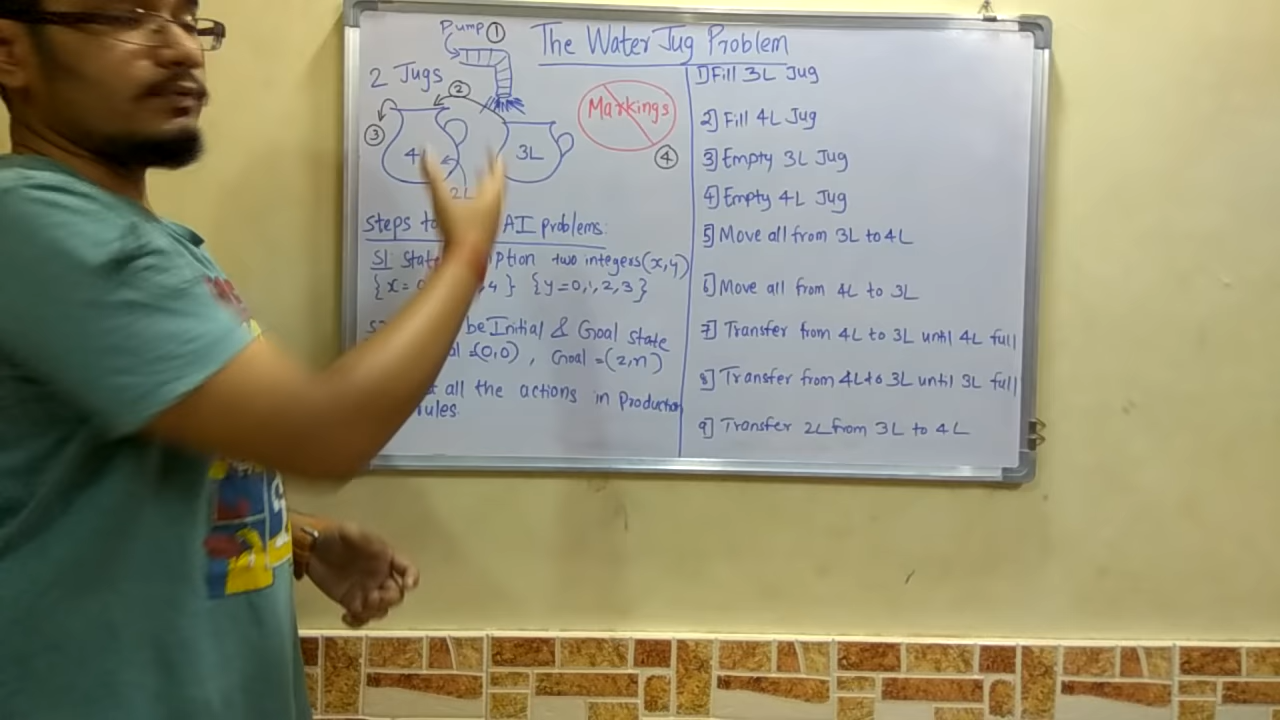 The Water Jug Problem
Pump ①
2 Jugs
②
③
4
3L
2L
Markings
④
Steps to AI problems:
S1: State ption two integers (x,y)
{x= 0 ,4} {y=0,1,2,3}
be Initial & Goal state
=(0,0), Goal =(2,n)
all the actions in Production
rules.
1] Fill 3L Jug
2] Fill 4L Jug
3] Empty 3L Jug
4] Empty 4L Jug
5] Move all from 3L to 4L
6] Move all from 4L to 3L
7] Transfer from 4L to 3L until 4L full
8] Transfer from 4L to 3L until 3L full
9] Transfer 2L from 3L to 4L